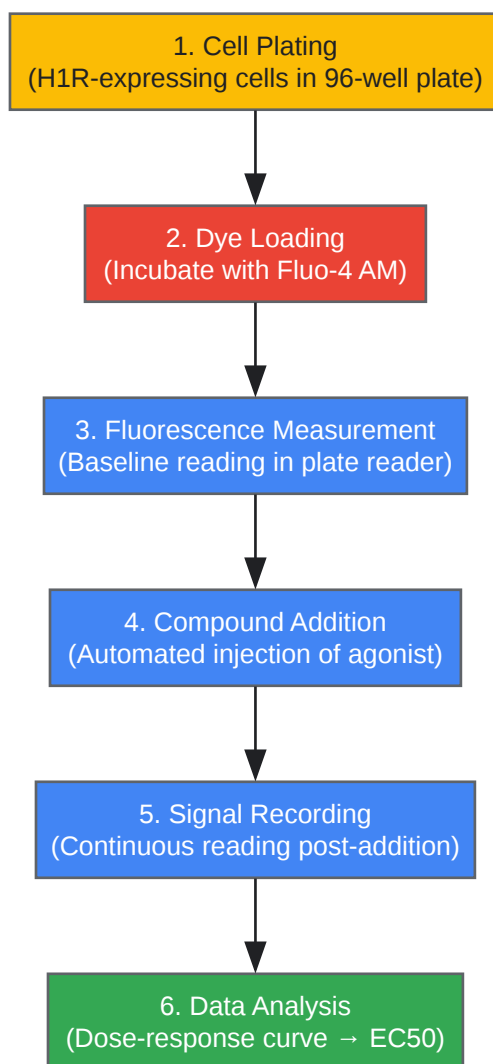 1. Cell Plating
(H1R-expressing cells in 96-well plate)
2. Dye Loading
(Incubate with Fluo-4 AM)
3. Fluorescence Measurement
(Baseline reading in plate reader)
4. Compound Addition
(Automated injection of agonist)
5. Signal Recording
(Continuous reading post-addition)
6. Data Analysis
(Dose-response curve → EC50)